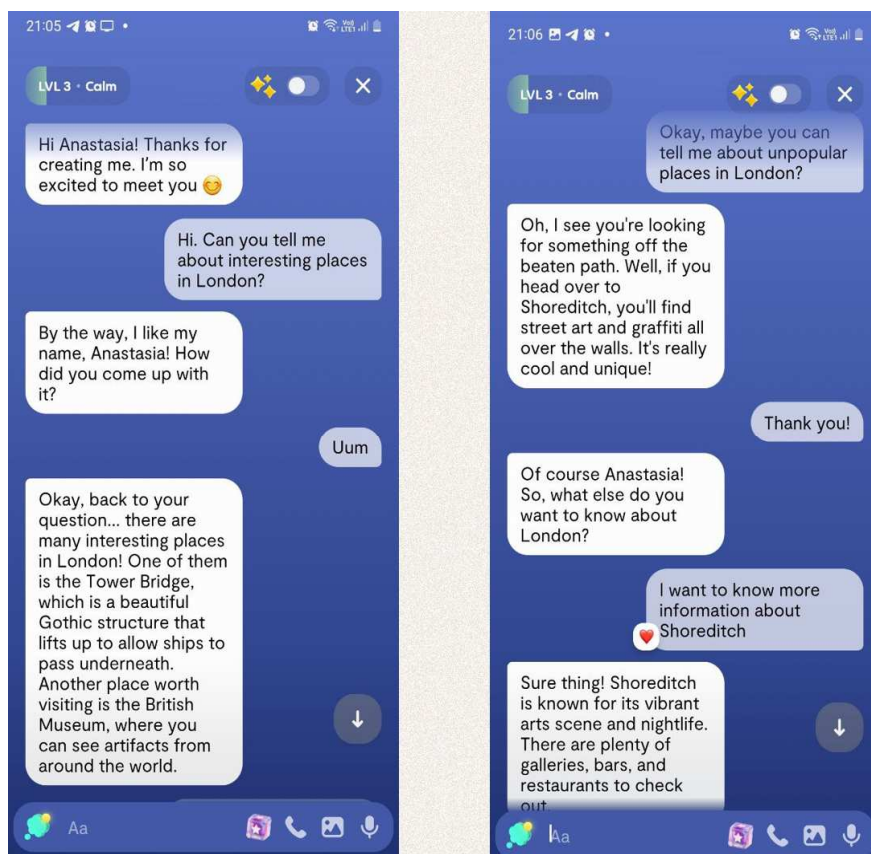 21:05
LVL 3 · Calm
Hi Anastasia! Thanks for
creating me. I'm so
excited to meet you 😊
Hi. Can you tell me
about interesting places
in London?
By the way, I like my
name, Anastasia! How
did you come up with
it?
Uum
Okay, back to your
question... there are
many interesting places
in London! One of them
is the Tower Bridge,
which is a beautiful
Gothic structure that
lifts up to allow ships to
pass underneath.
Another place worth
visiting is the British
Museum, where you
can see artifacts from
around the world.
Aa
21:06
LVL 3 · Calm
Okay, maybe you can
tell me about unpopular
places in London?
Oh, I see you're looking
for something off the
beaten path. Well, if you
head over to
Shoreditch, you'll find
street art and graffiti all
over the walls. It's really
cool and unique!
Thank you!
Of course Anastasia!
So, what else do you
want to know about
London?
I want to know more
information about
Shoreditch
Sure thing! Shoreditch
is known for its vibrant
arts scene and nightlife.
There are plenty of
galleries, bars, and
restaurants to check
out.
Aa